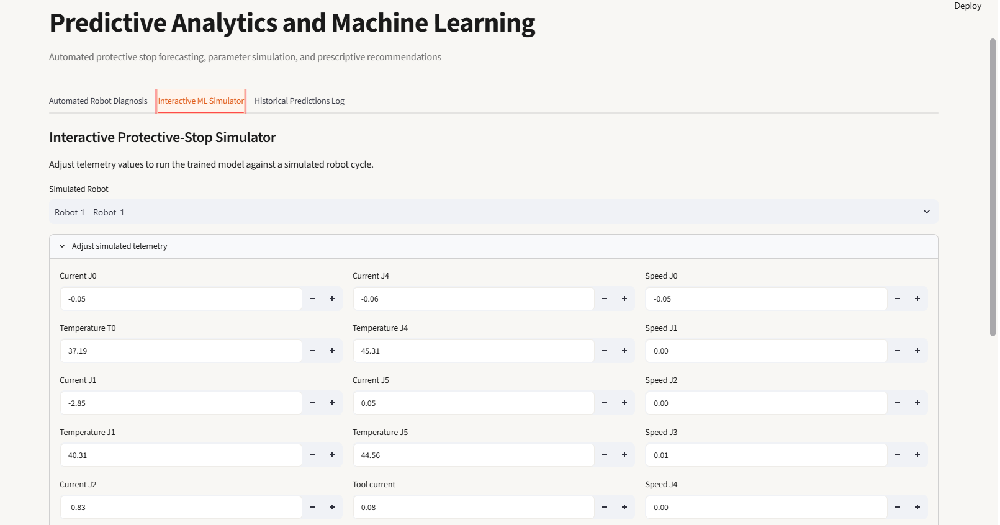 Deploy
Predictive Analytics and Machine Learning
Automated protective stop forecasting, parameter simulation, and prescriptive recommendations
Automated Robot Diagnosis Interactive ML Simulator Historical Predictions Log
Interactive Protective-Stop Simulator
Adjust telemetry values to run the trained model against a simulated robot cycle.
Simulated Robot
Robot 1 - Robot-1
Adjust simulated telemetry
Current J0 Current J4 Speed J0
-0.05 -0.06 -0.05
Temperature T0 Temperature J4 Speed J1
37.19 45.31 0.00
Current J1 Current J5 Speed J2
-2.85 0.05 0.00
Temperature J1 Temperature J5 Speed J3
40.31 44.56 0.01
Current J2 Tool current Speed J4
-0.83 0.08 0.00